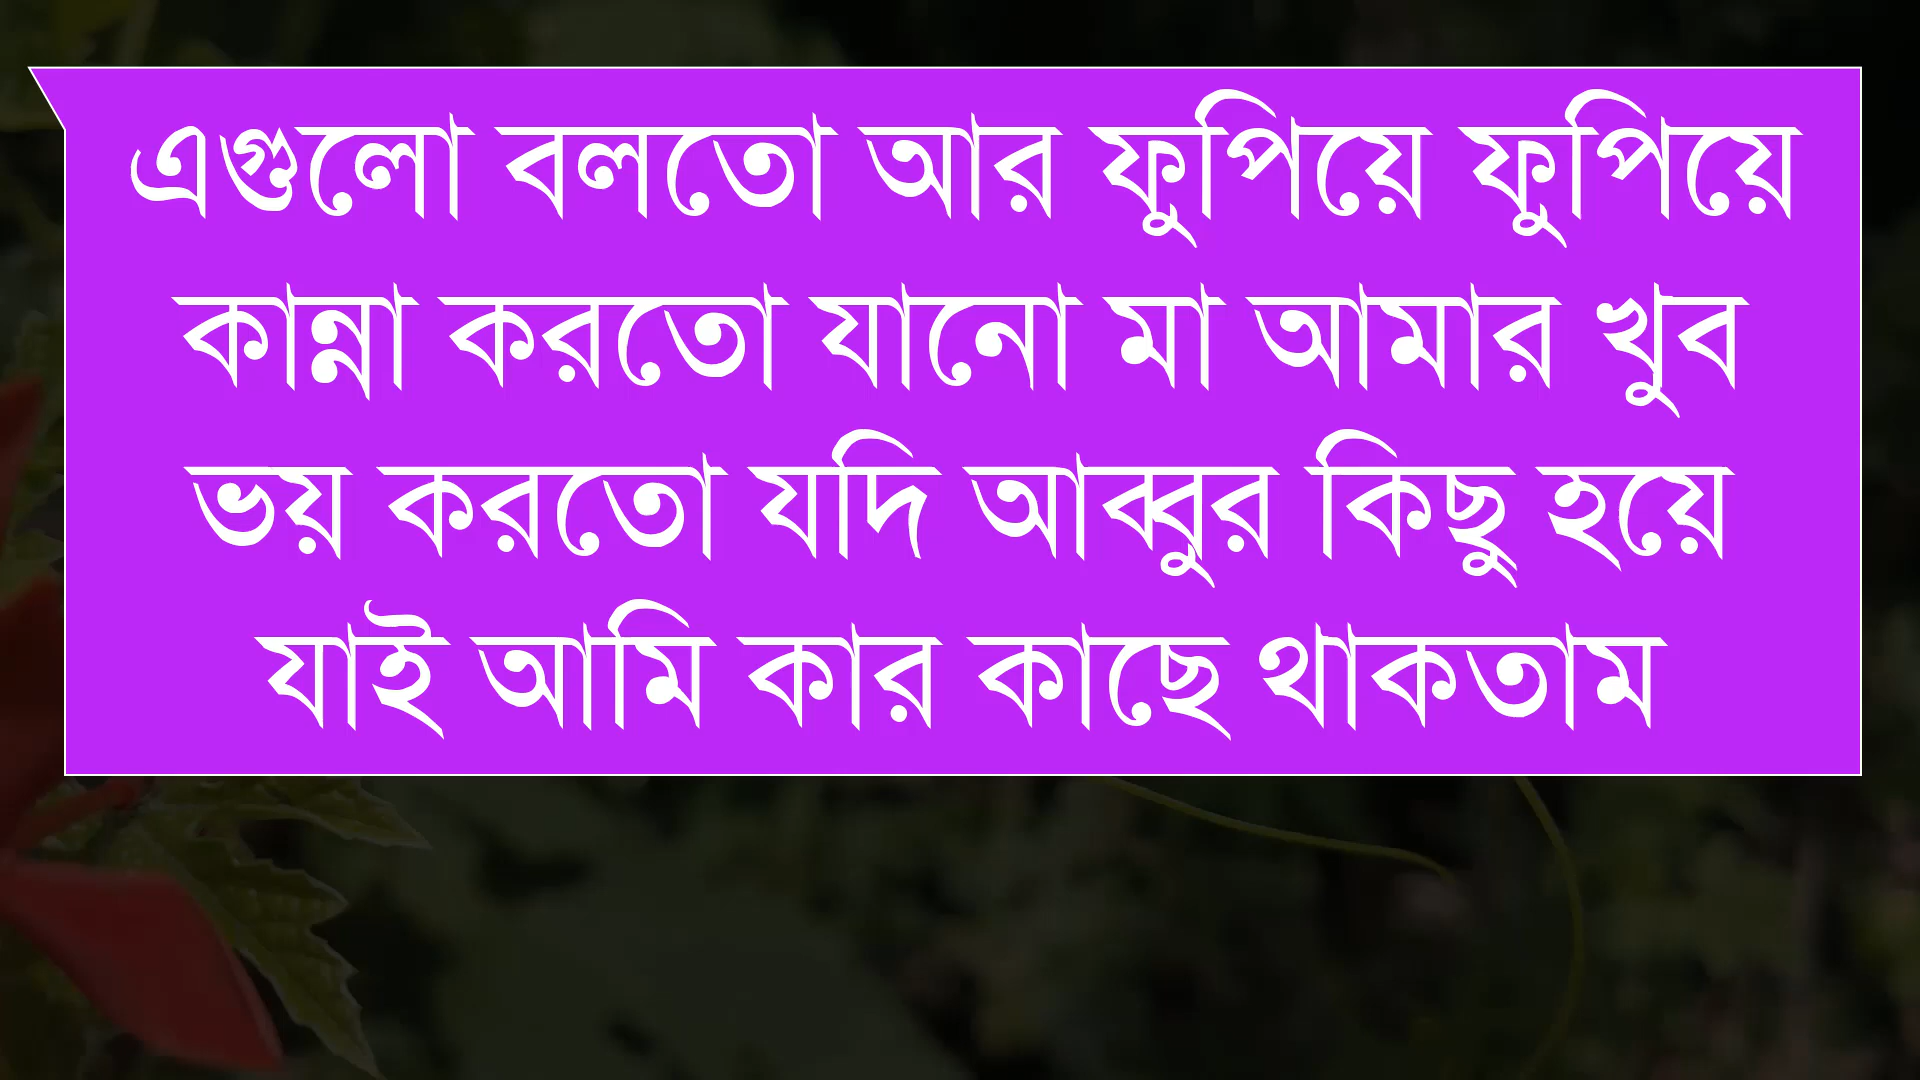 এগুলো বলতো আর ফুপিয়ে ফুপিয়ে
কান্না করতো যানো মা আমার খুব
ভয় করতো যদি আব্বুর কিছু হয়ে
যাই আমি কার কাছে থাকতাম